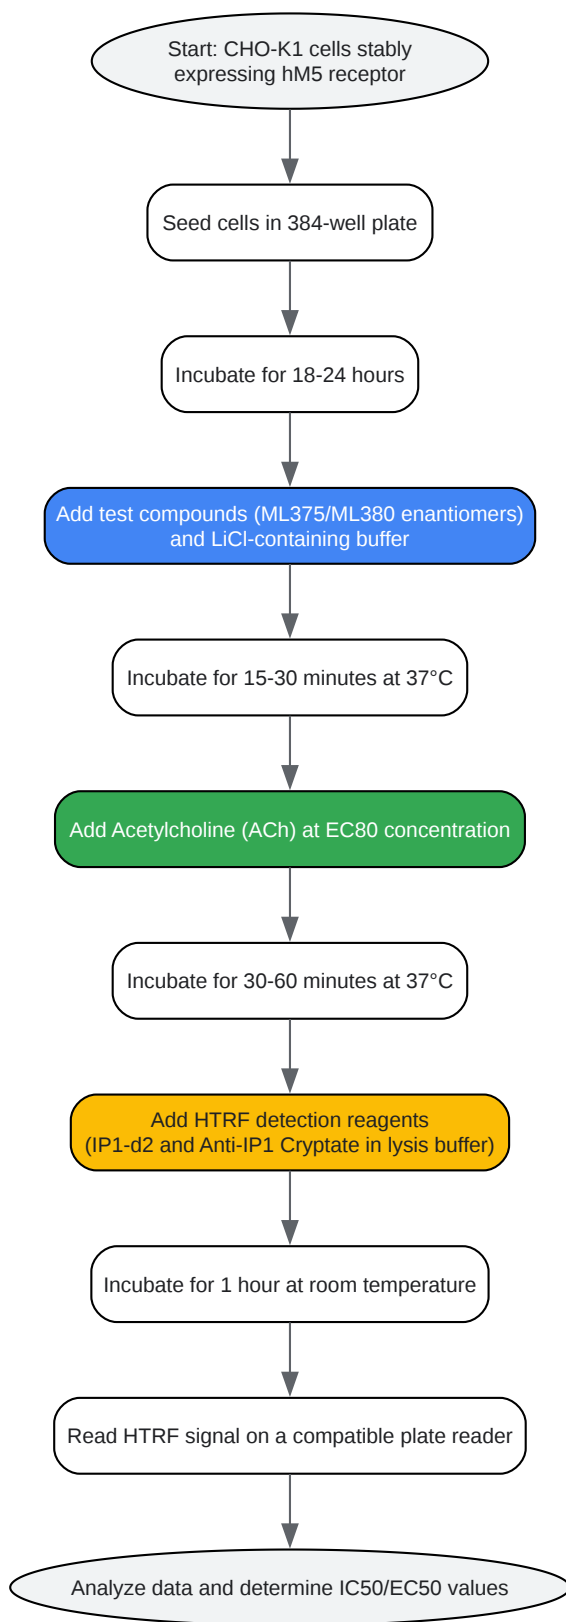 Start: CHO-K1 cells stably
expressing hM5 receptor
Seed cells in 384-well plate
Incubate for 18-24 hours
Add test compounds (ML375/ML380 enantiomers)
and LiCl-containing buffer
Incubate for 15-30 minutes at 37°C
Add Acetylcholine (ACh) at EC80 concentration
Incubate for 30-60 minutes at 37°C
Add HTRF detection reagents
(IP1-d2 and Anti-IP1 Cryptate in lysis buffer)
Incubate for 1 hour at room temperature
Read HTRF signal on a compatible plate reader
Analyze data and determine IC50/EC50 values